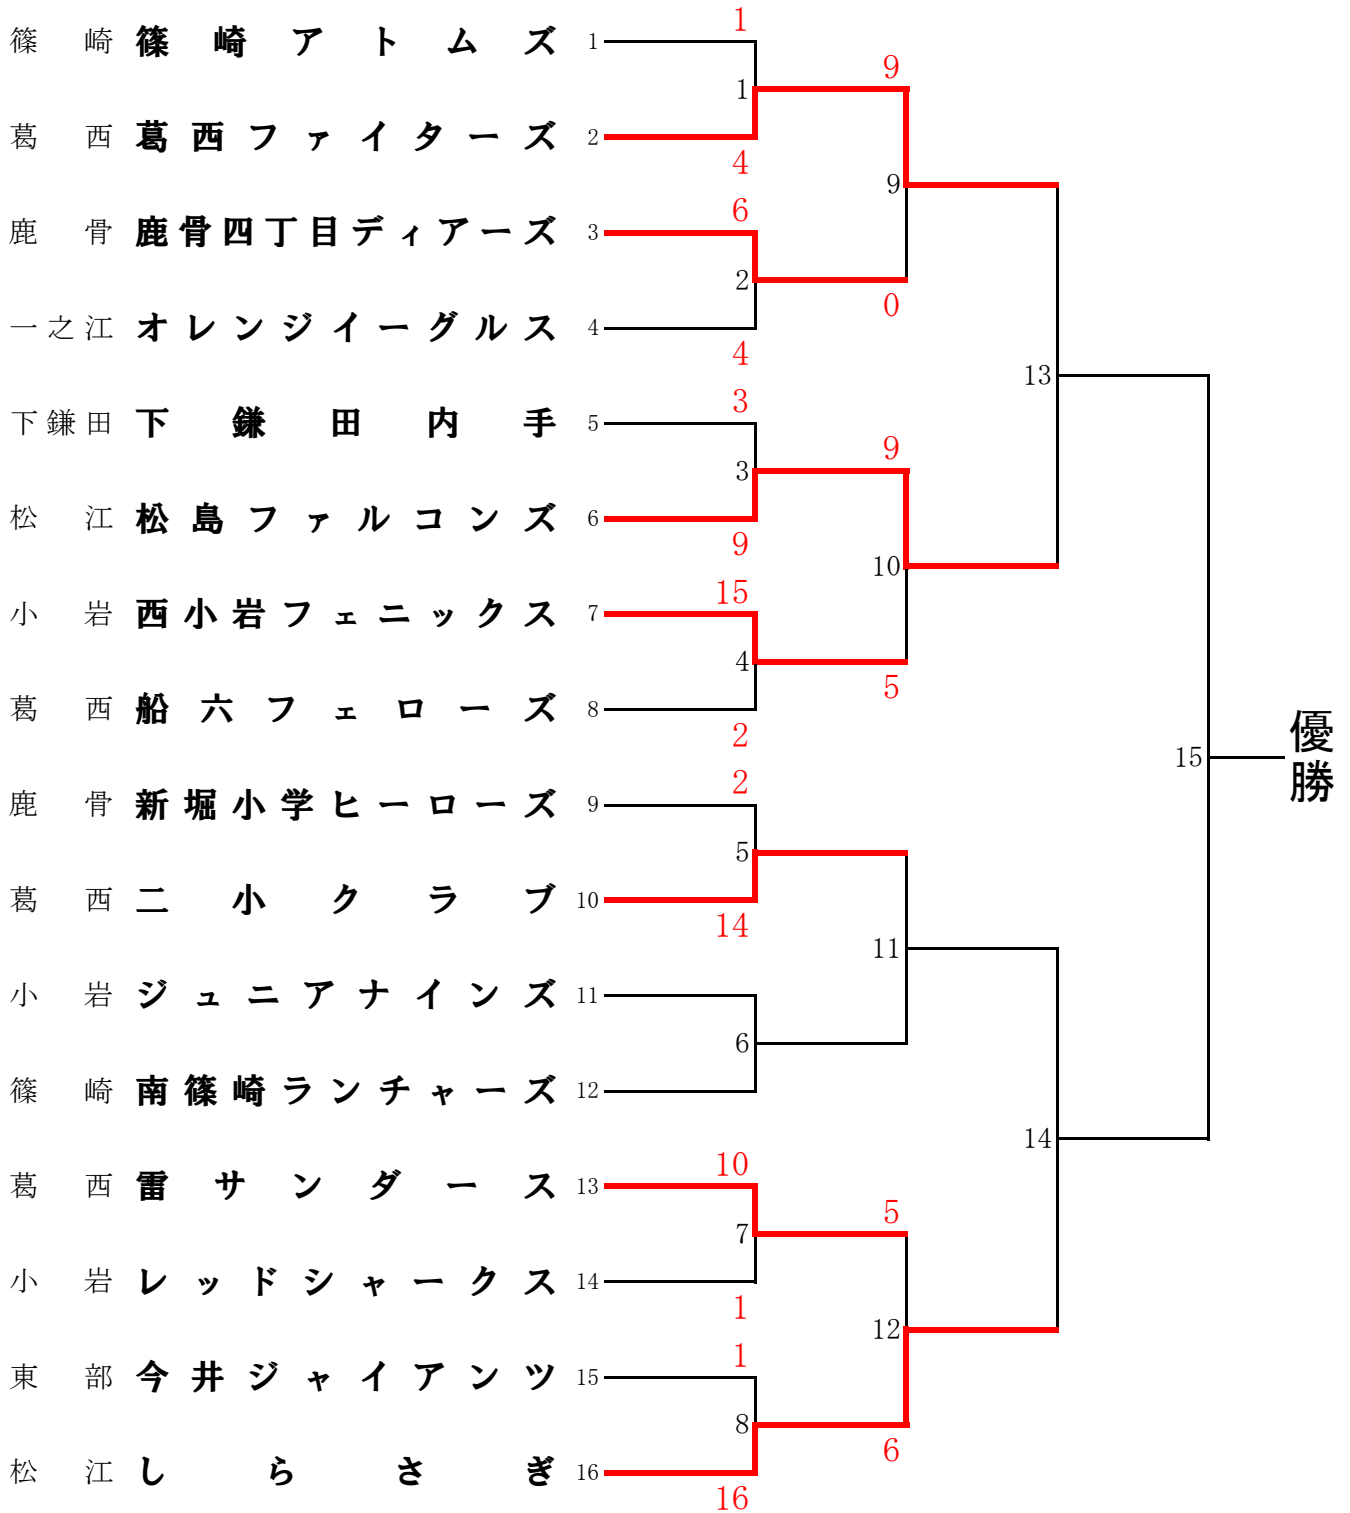 1
篠崎 篠崎アトムズ 1
9
1
葛西 葛西ファイターズ 2
4
9
6
鹿骨 鹿骨四丁目ディアーズ 3
2
0
一之江 オレンジイーグルス 4
4
13
3
下鎌田 下鎌田内手 5
9
3
松江 松島ファルコンズ 6
9
10
15
小岩 西小岩フェニックス 7
4
5
葛西 船六フェローズ 8
2
15
優勝
2
鹿骨 新堀小学ヒーローズ 9
5
葛西 二小クラブ 10
14
11
小岩 ジュニアナインズ 11
6
篠崎 南篠崎ランチャーズ 12
14
10
葛西 雷サンダース 13
5
7
小岩 レッドシャークス 14
1
12
1
東部 今井ジャイアンツ 15
8
6
松江 しらさぎ 16
16